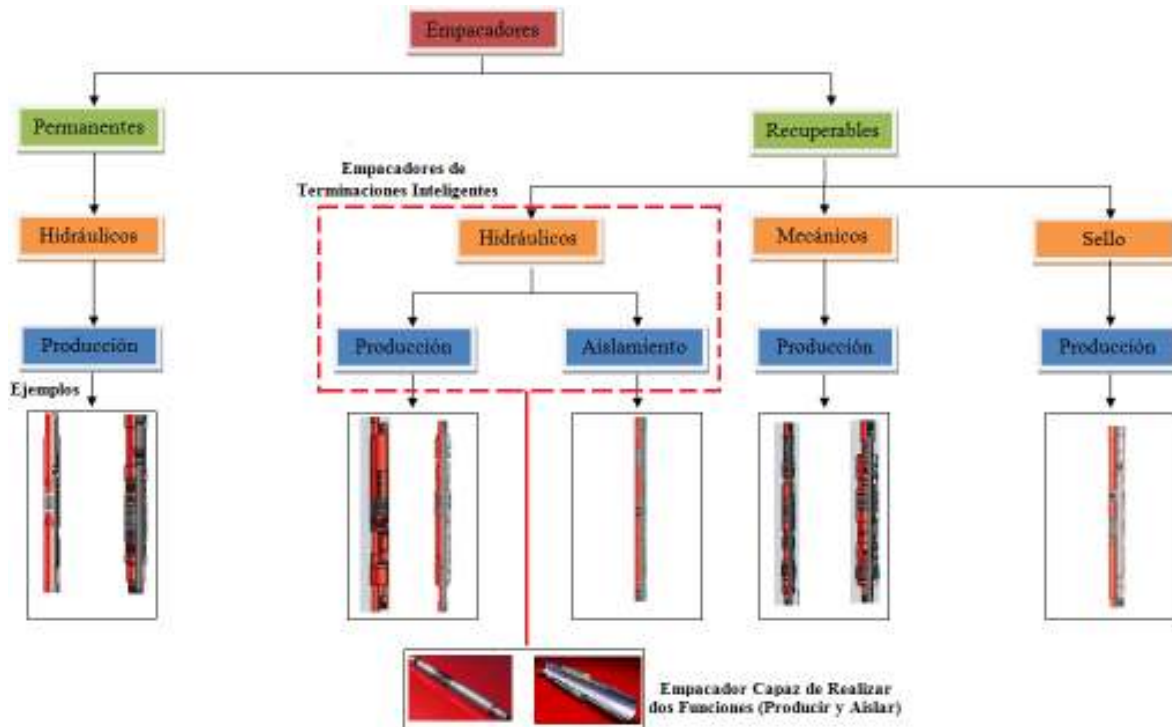 Empacadores
Permanentes
Recuperables
Empacadores de
Terminaciones Inteligentes
Hidráulicos
Hidráulicos
Mecánicos
Sello
Producción
Producción
Aislamiento
Producción
Producción
Ejemplos
Empacador Capaz de Realizar
dos Funciones (Producir y Aislar)